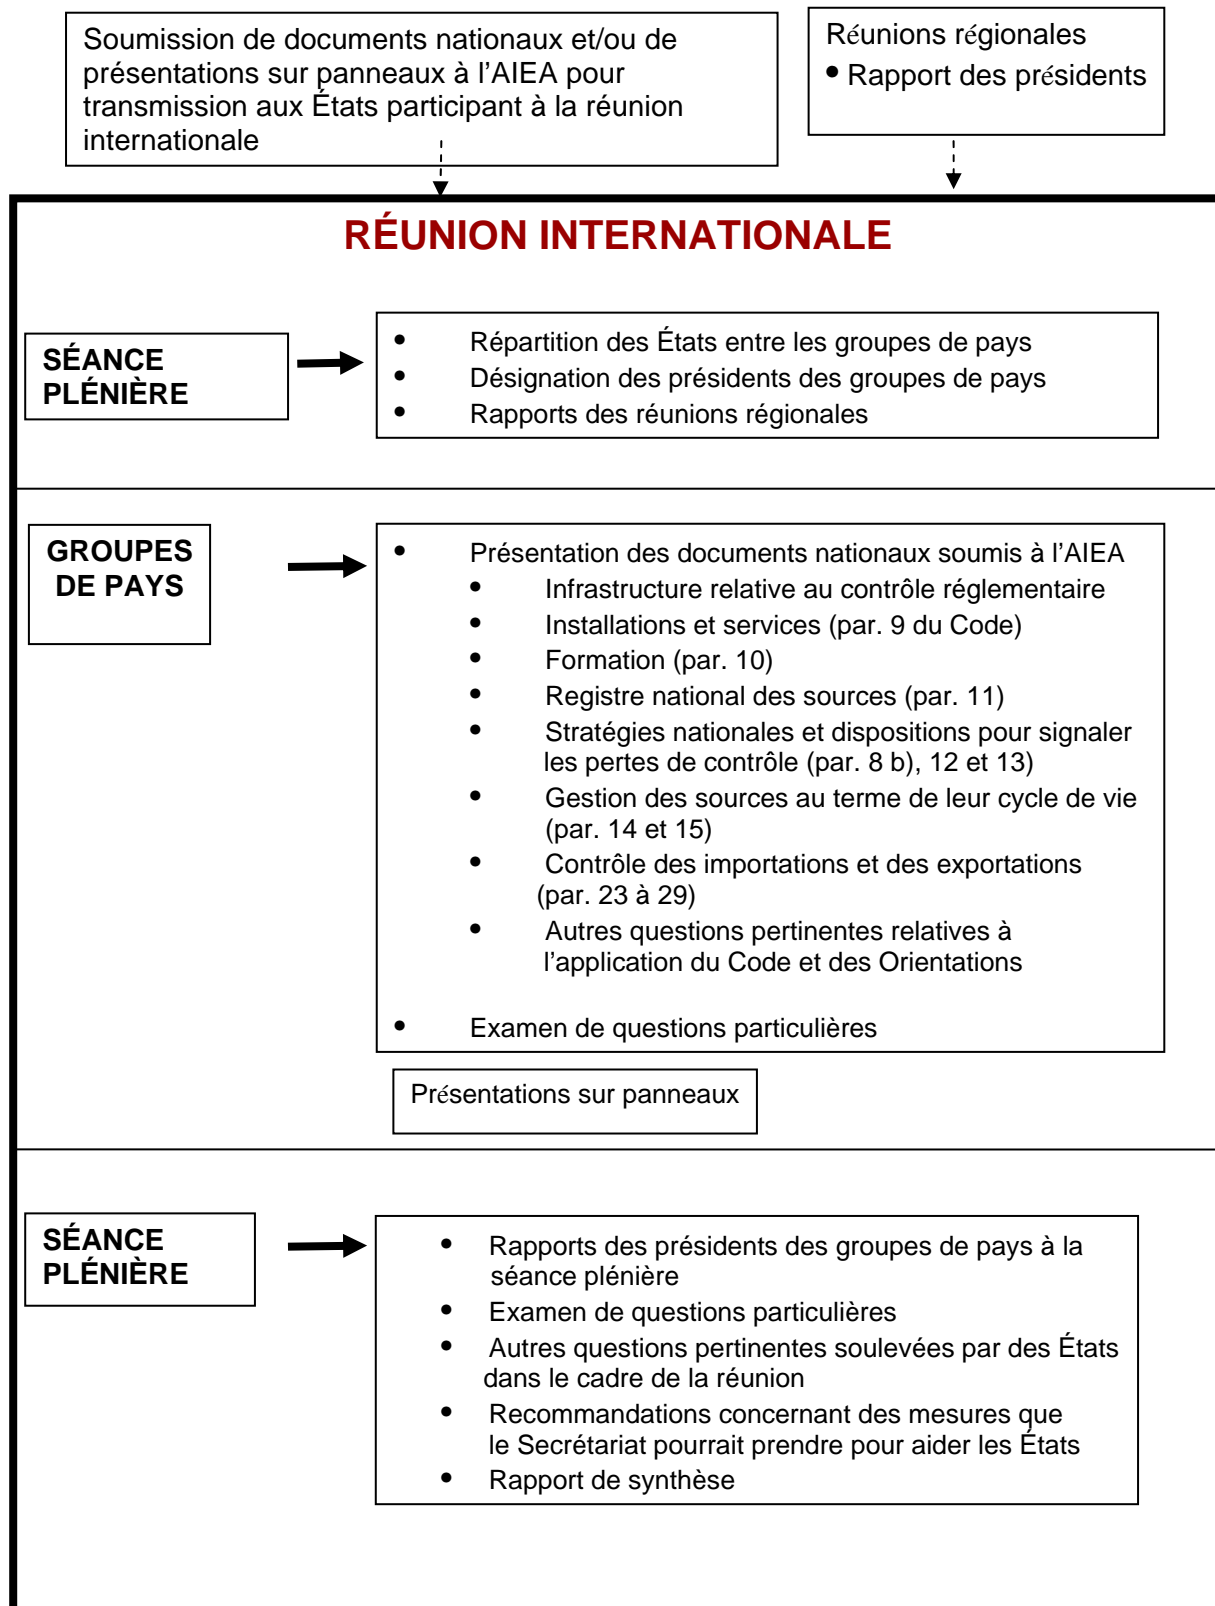 Soumission de documents nationaux et/ou de
présentations sur panneaux à l’AIEA pour
transmission aux États participant à la réunion
internationale
Réunions régionales
• Rapport des présidents
RÉUNION INTERNATIONALE
SÉANCE
PLÉNIÈRE
• Répartition des États entre les groupes de pays
• Désignation des présidents des groupes de pays
• Rapports des réunions régionales
GROUPES
DE PAYS
• Présentation des documents nationaux soumis à l’AIEA
• Infrastructure relative au contrôle réglementaire
• Installations et services (par. 9 du Code)
• Formation (par. 10)
• Registre national des sources (par. 11)
• Stratégies nationales et dispositions pour signaler
les pertes de contrôle (par. 8 b), 12 et 13)
• Gestion des sources au terme de leur cycle de vie
(par. 14 et 15)
• Contrôle des importations et des exportations
(par. 23 à 29)
• Autres questions pertinentes relatives à
l’application du Code et des Orientations
• Examen de questions particulières
Présentations sur panneaux
SÉANCE
PLÉNIÈRE
• Rapports des présidents des groupes de pays à la
séance plénière
• Examen de questions particulières
• Autres questions pertinentes soulevées par des États
dans le cadre de la réunion
• Recommandations concernant des mesures que
le Secrétariat pourrait prendre pour aider les États
• Rapport de synthèse